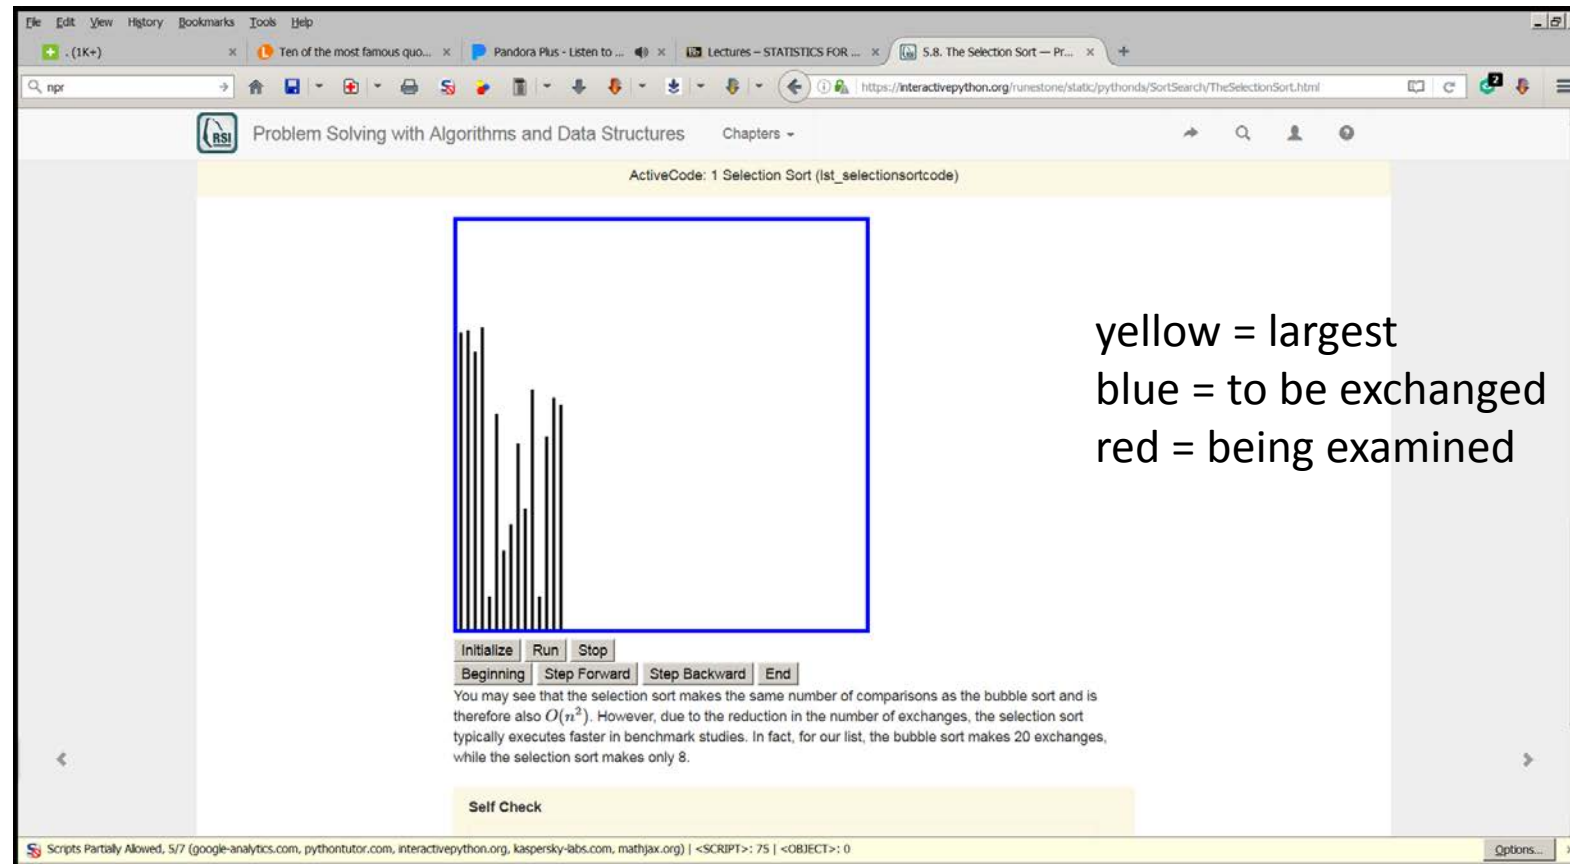 File Edit View History Bookmarks Tools Help
. (1K+)
Ten of the most famous quo...
Pandora Plus - Listen to ...
Lectures – STATISTICS FOR ...
5.8. The Selection Sort — Pr...
npr
https://interactivepython.org/runestone/static/pythonds/SortSearch/TheSelectionSort.html
2
RSI
Problem Solving with Algorithms and Data Structures
Chapters
ActiveCode: 1 Selection Sort (lst_selectionsortcode)
yellow = largest
blue = to be exchanged
red = being examined
Initialize Run Stop
Beginning Step Forward Step Backward End
You may see that the selection sort makes the same number of comparisons as the bubble sort and is
therefore also O(n²). However, due to the reduction in the number of exchanges, the selection sort
typically executes faster in benchmark studies. In fact, for our list, the bubble sort makes 20 exchanges,
while the selection sort makes only 8.
Self Check
Scripts Partially Allowed, 5/7 (google-analytics.com, pythontutor.com, interactivepython.org, kaspersky-labs.com, mathjax.org) | <SCRIPT>: 75 | <OBJECT>: 0
Options...